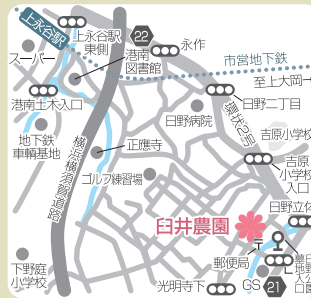 上永谷駅
上永谷駅
東側
22
永作
スーパー
港南
図書館
市営地下鉄
至上大岡→
港南土木入口
日野二丁目
環状2号
日野病院
地下鉄
車輌基地
正應寺
吉原小学校
横浜横須賀道路
ゴルフ練習場
吉原
小学校
入口
臼井農園
日野立体
下野庭
小学校
郵便局
〒
光明寺下
GS
21